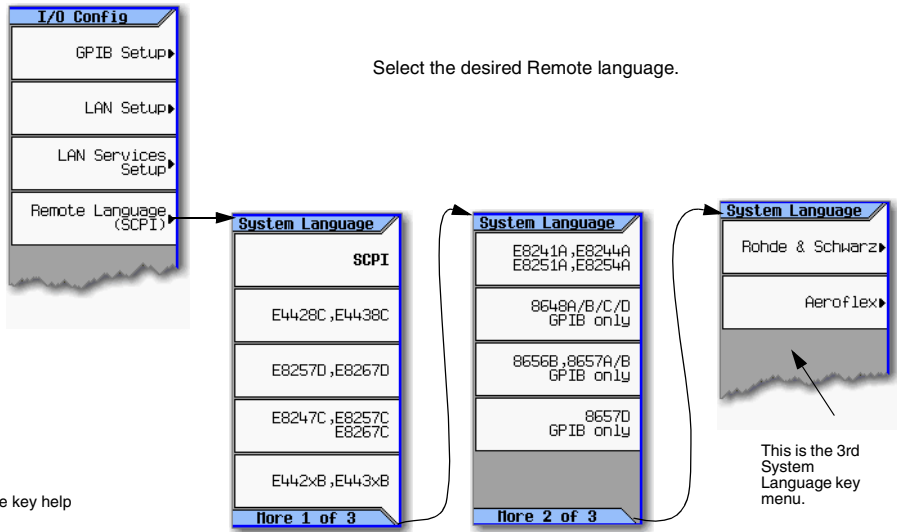 I/O Config
GPIB Setup
LAN Setup
LAN Services
Setup
Remote Language
(SCPI)
Select the desired Remote language.
System Language
SCPI
E4428C,E4438C
E8257D,E8267D
E8247C,E8257C
E8267C
E442xB,E443xB
More 1 of 3
System Language
E8241A,E8244A
E8251A,E8254A
8648A/B/C/D
GPIB only
8656B,8657A/B
GPIB only
8657D
GPIB only
More 2 of 3
System Language
Rohde & Schwarz
Aeroflex
This is the 3rd
System
Language key
menu.
e key help